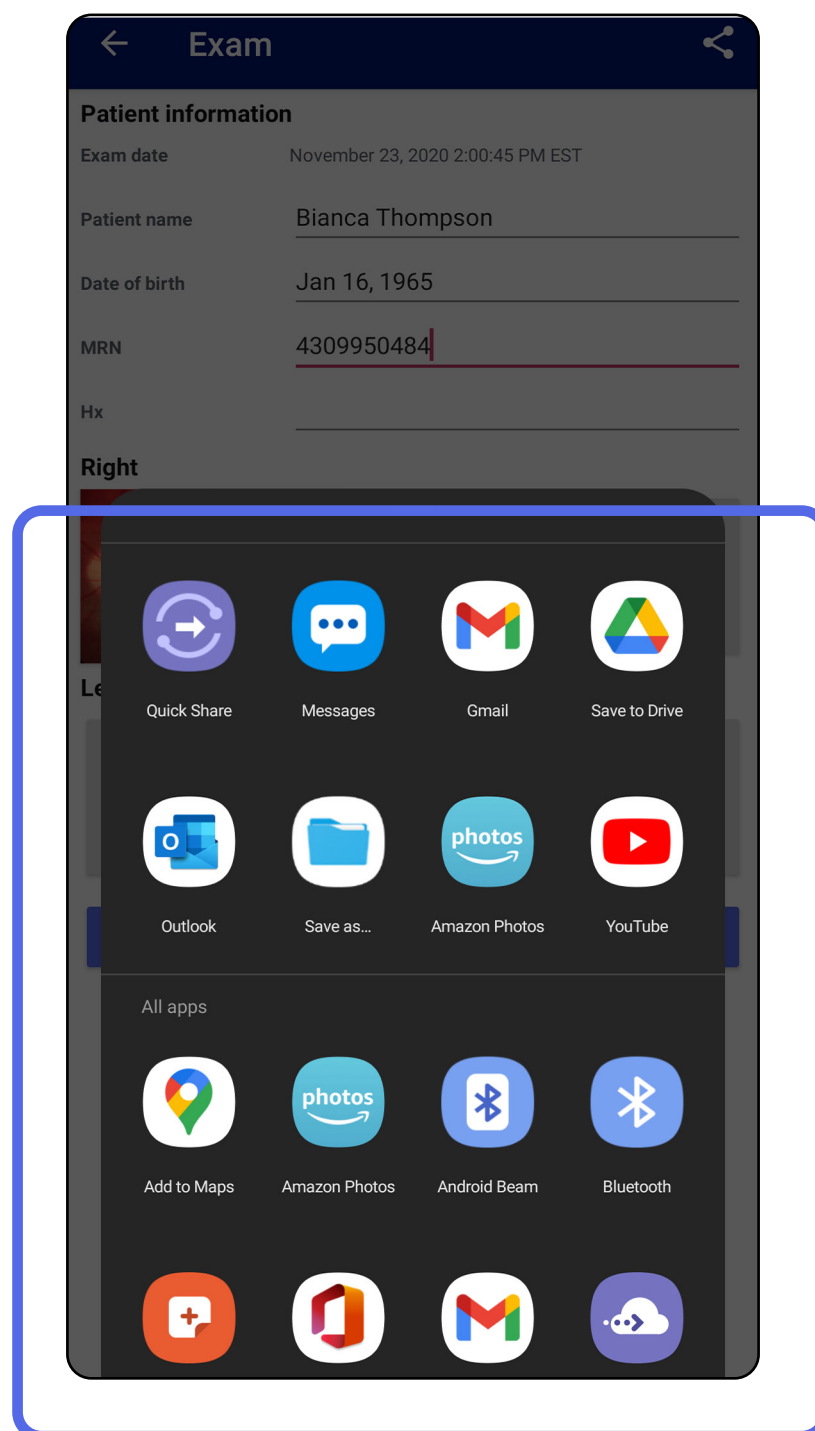 Exam
Patient information
Exam date November 23, 2020 2:00:45 PM EST
Patient name Bianca Thompson
Date of birth Jan 16, 1965
MRN 4309950484
Hx
Right
Le
Quick Share Messages Gmail Save to Drive
O photos
Outlook Save as... Amazon Photos YouTube
All apps
photos
Add to Maps Amazon Photos Android Beam Bluetooth